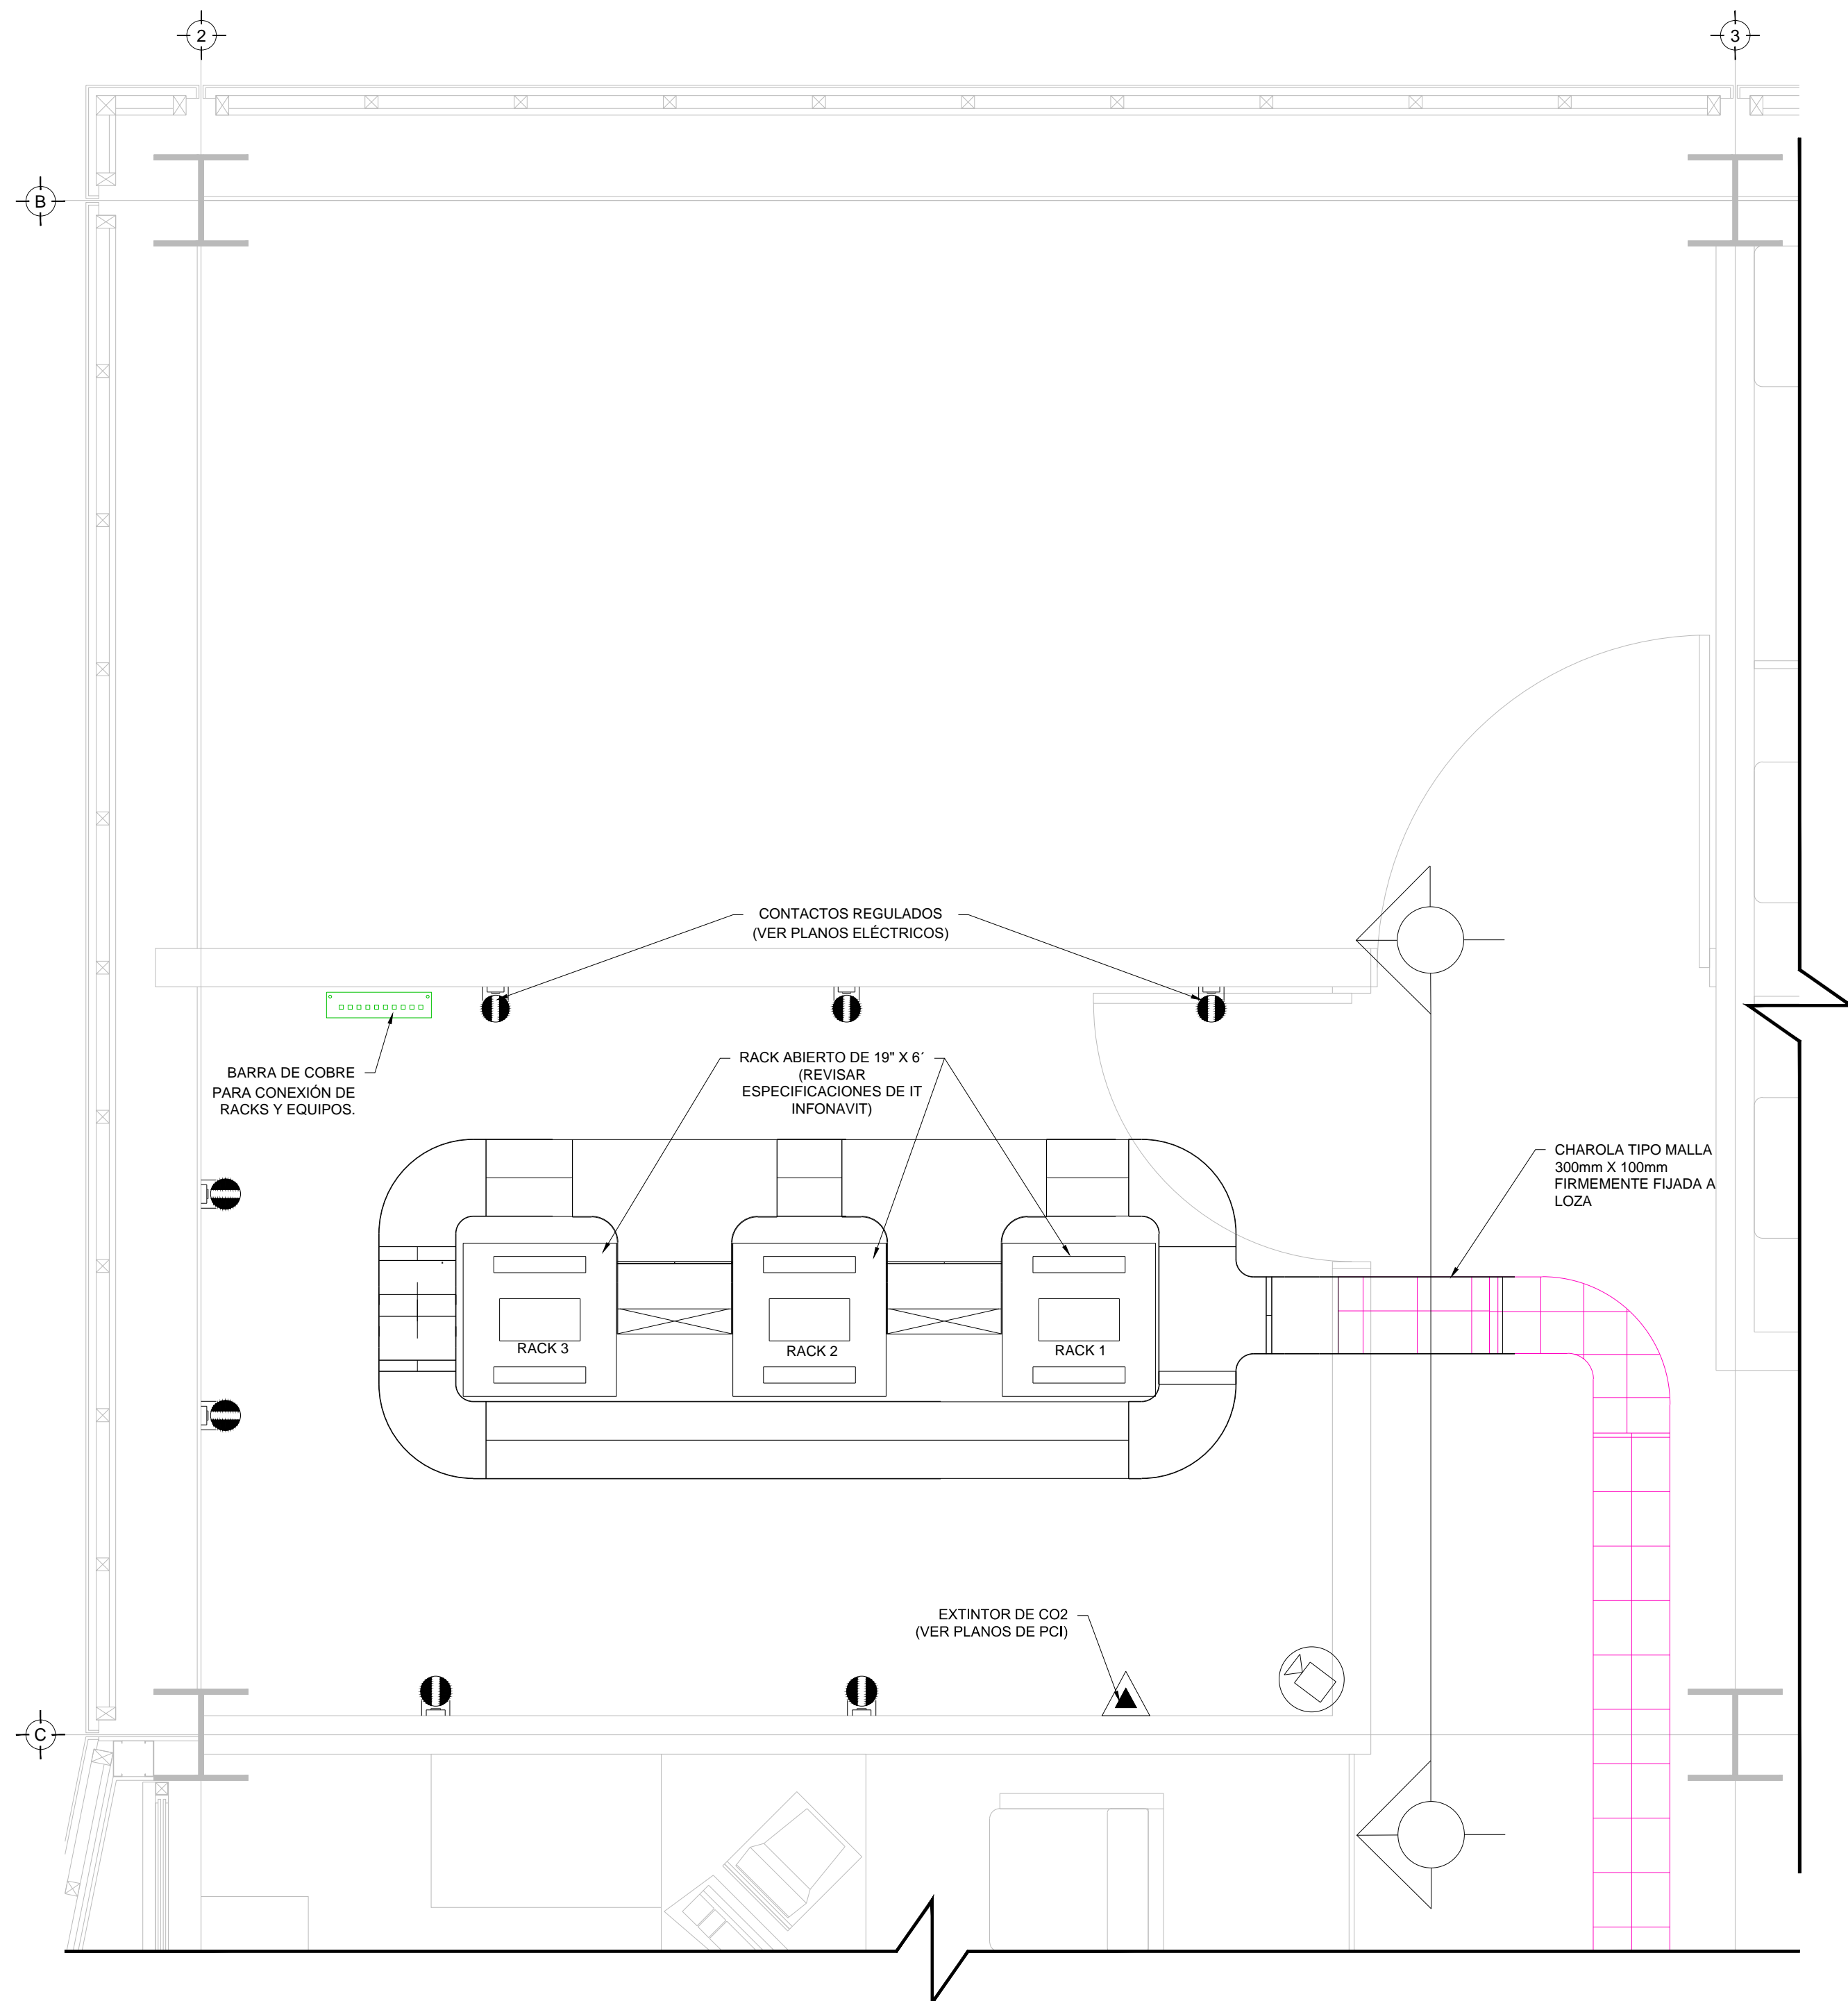 2
3
B
CONTACTOS REGULADOS
(VER PLANOS ELÉCTRICOS)
BARRA DE COBRE
PARA CONEXIÓN DE
RACKS Y EQUIPOS.
RACK ABIERTO DE 19" X 6´
(REVISAR
ESPECIFICACIONES DE IT
INFONAVIT)
CHAROLA TIPO MALLA
300mm X 100mm
FIRMEMENTE FIJADA A
LOZA
RACK 3
RACK 2
RACK 1
EXTINTOR DE CO2
(VER PLANOS DE PCI)
C